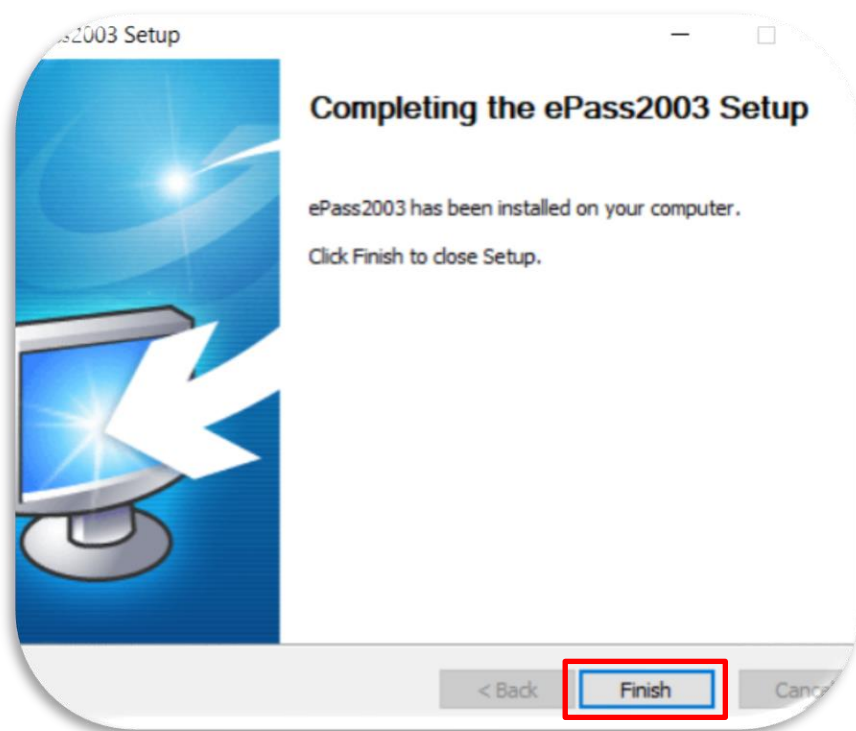 s2003 Setup
Completing the ePass2003 Setup
ePass2003 has been installed on your computer.
Click Finish to close Setup.
< Back
Finish
Cance